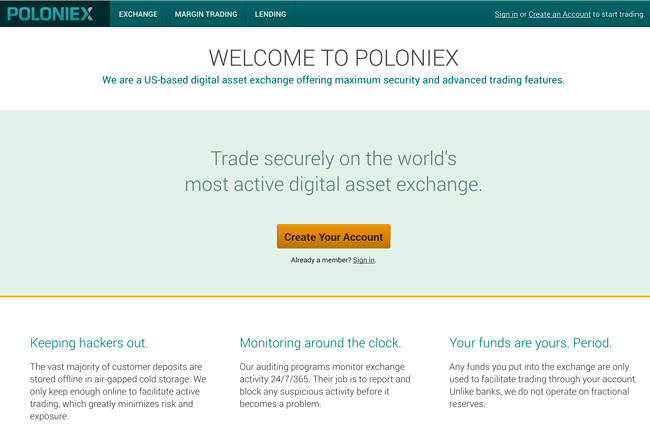 POLONIEX EXCHANGE MARGIN TRADING LENDING Sign in or Create an Account to start trading.
WELCOME TO POLONIEX
We are a US-based digital asset exchange offering maximum security and advanced trading features.
Trade securely on the world's
most active digital asset exchange.
Create Your Account
Already a member? Sign in.
Keeping hackers out.
The vast majority of customer deposits are
stored offline in air-gapped cold storage. We
only keep enough online to facilitate active
trading, which greatly minimizes risk and
exposure.
Monitoring around the clock.
Our auditing programs monitor exchange
activity 24/7/365. Their job is to report and
block any suspicious activity before it
becomes a problem.
Your funds are yours. Period.
Any funds you put into the exchange are only
used to facilitate trading through your account.
Unlike banks, we do not operate on fractional
reserves.